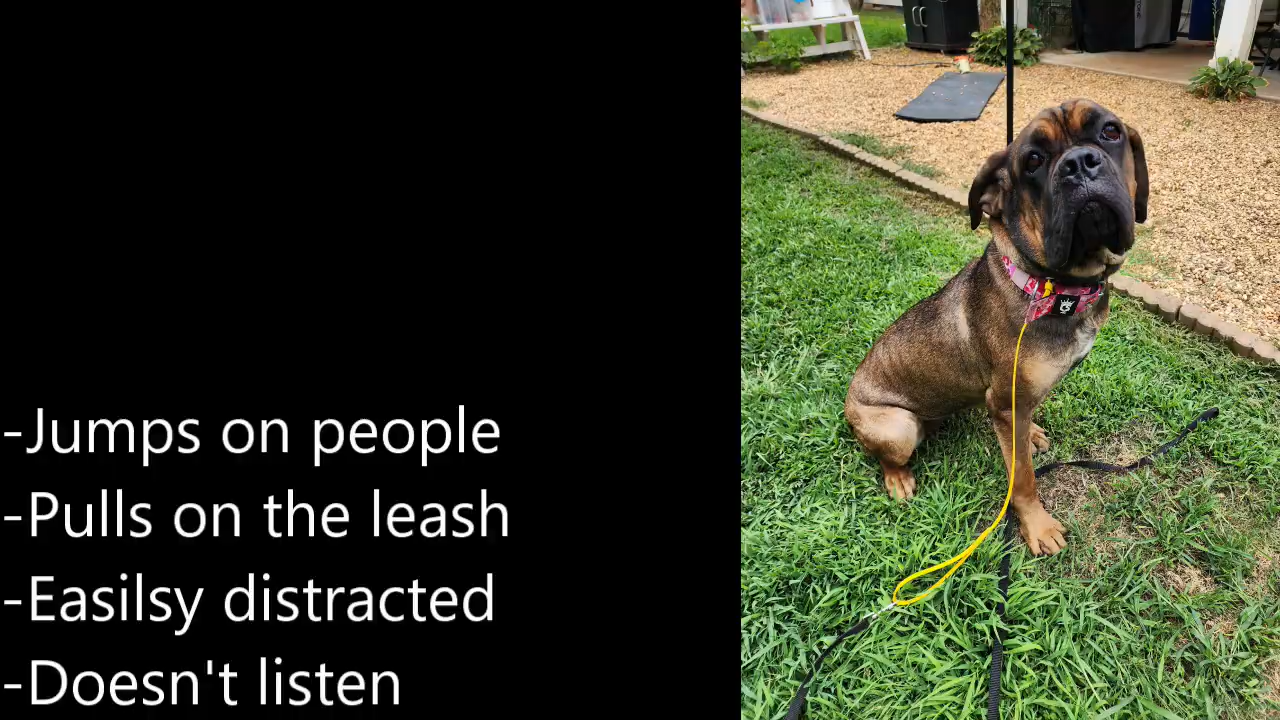 -Jumps on people
-Pulls on the leash
-Easilsy distracted
-Doesn't listen